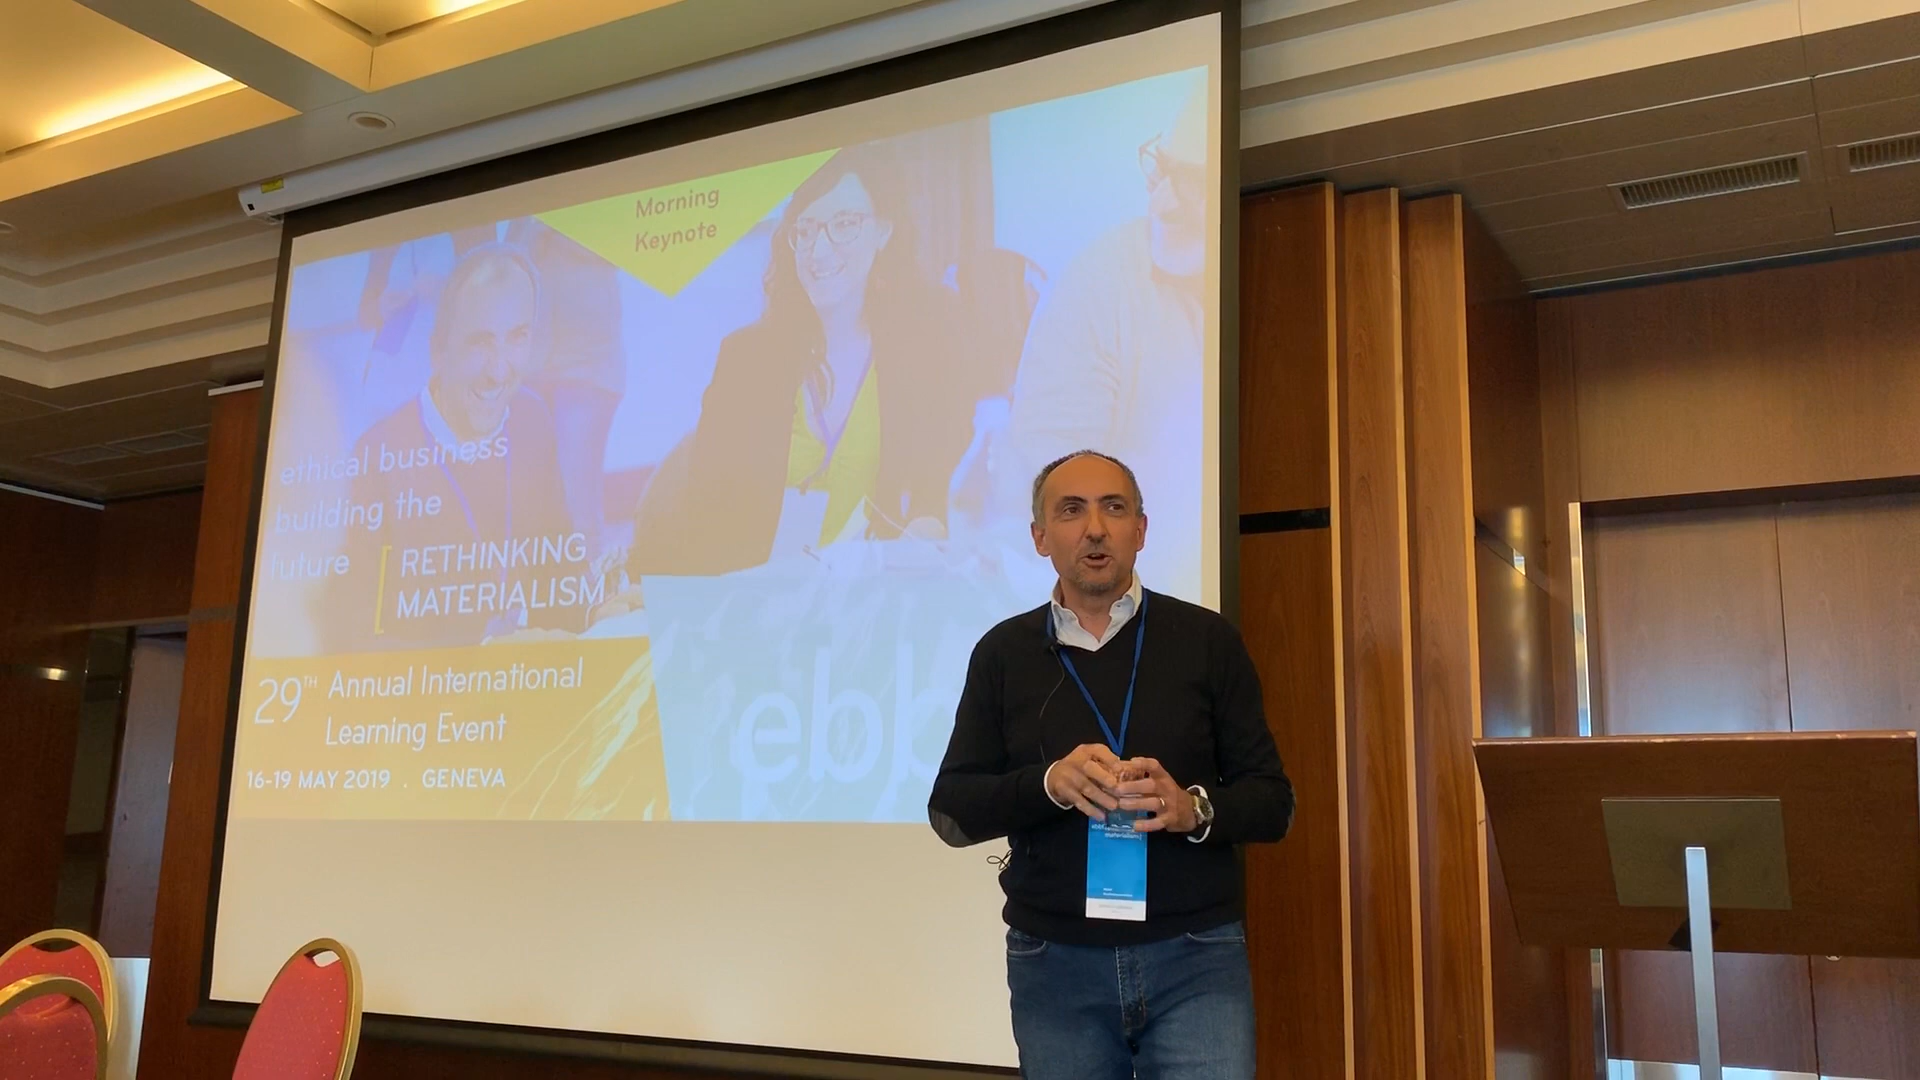 Morning
Keynote
ethical business
building the
future
RETHINKING
MATERIALISM
29TH Annual International
Learning Event
16-19 MAY 2019 . GENEVA
ebb
materialism]